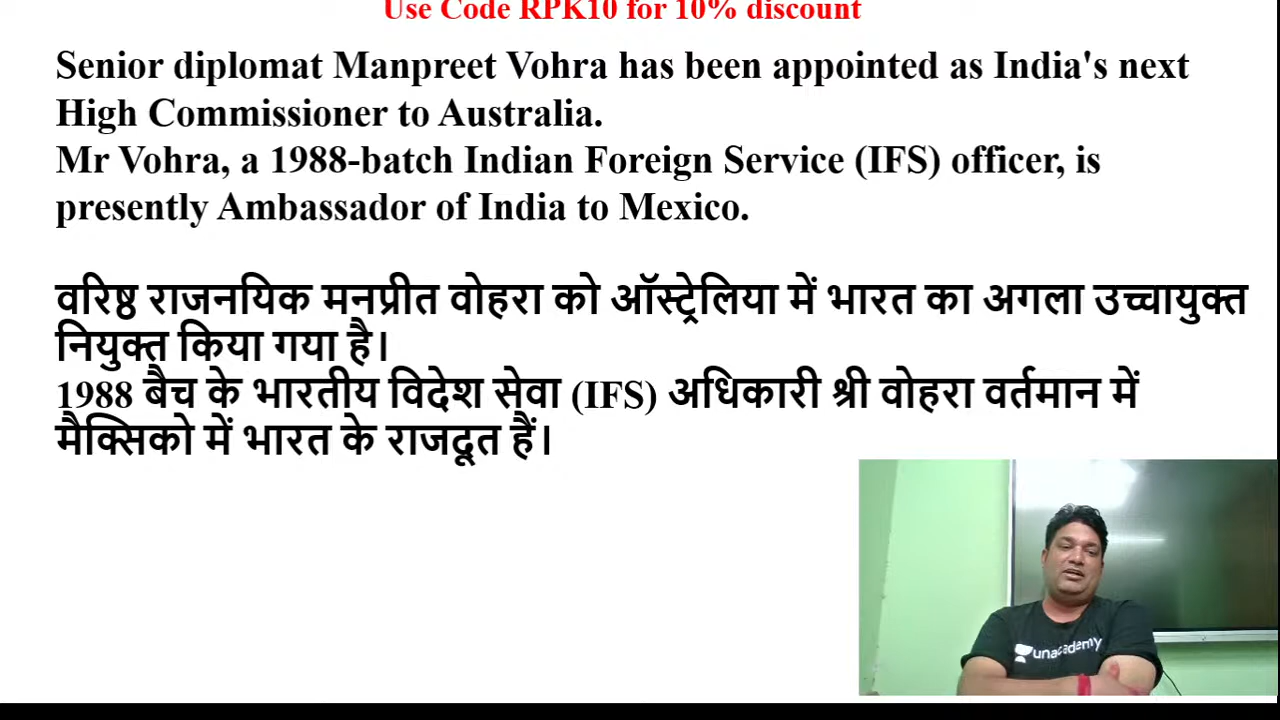 Use Code RPK10 for 10% discount
Senior diplomat Manpreet Vohra has been appointed as India's next
High Commissioner to Australia.
Mr Vohra, a 1988-batch Indian Foreign Service (IFS) officer, is
presently Ambassador of India to Mexico.
वरिष्ठ राजनयिक मनप्रीत वोहरा को ऑस्ट्रेलिया में भारत का अगला उच्चायुक्त
नियुक्त किया गया है।
1988 बैच के भारतीय विदेश सेवा (IFS) अधिकारी श्री वोहरा वर्तमान में
मैक्सिको में भारत के राजदूत हैं।
unacademy